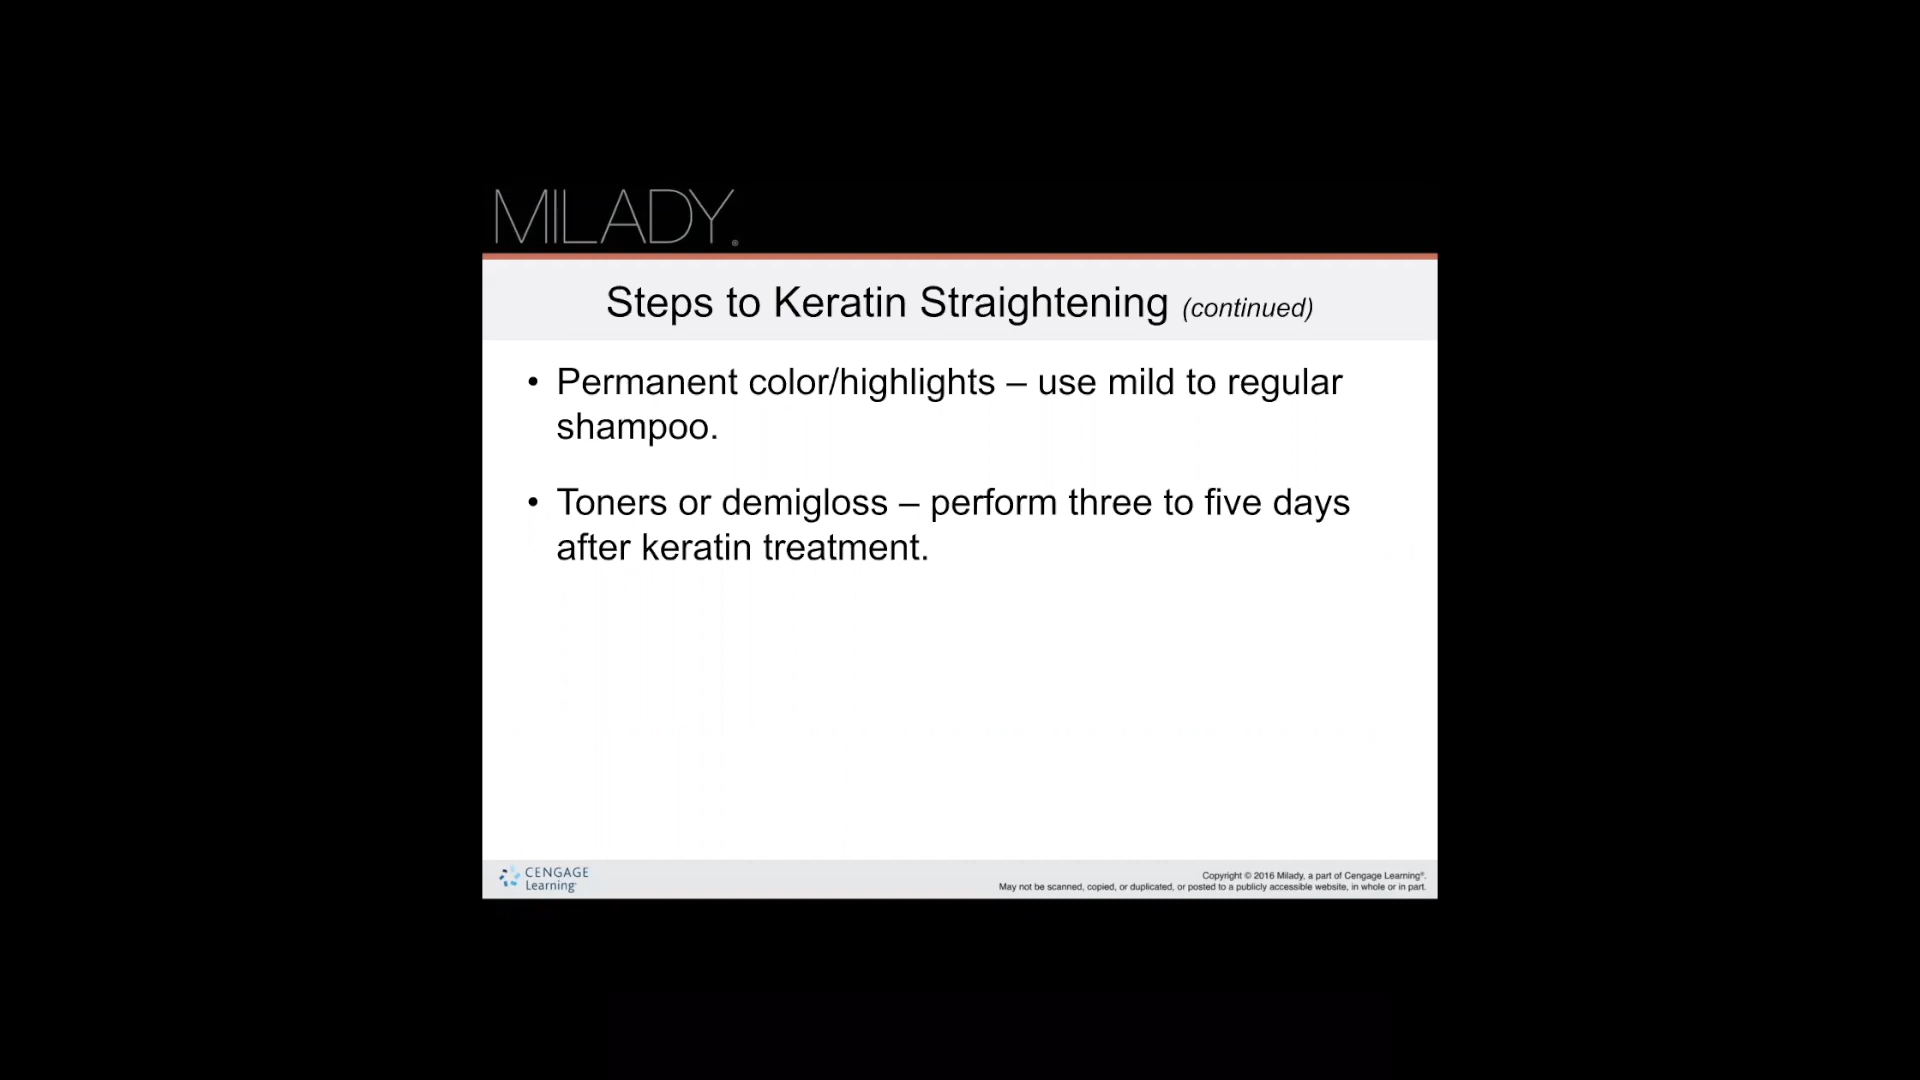 MILADY®
Steps to Keratin Straightening (continued)
• Permanent color/highlights – use mild to regular
shampoo.
• Toners or demigloss – perform three to five days
after keratin treatment.
CENGAGE
Learning
Copyright © 2016 Milady, a part of Cengage Learning®.
May not be scanned, copied, or duplicated, or posted to a publicly accessible website, in whole or in part.